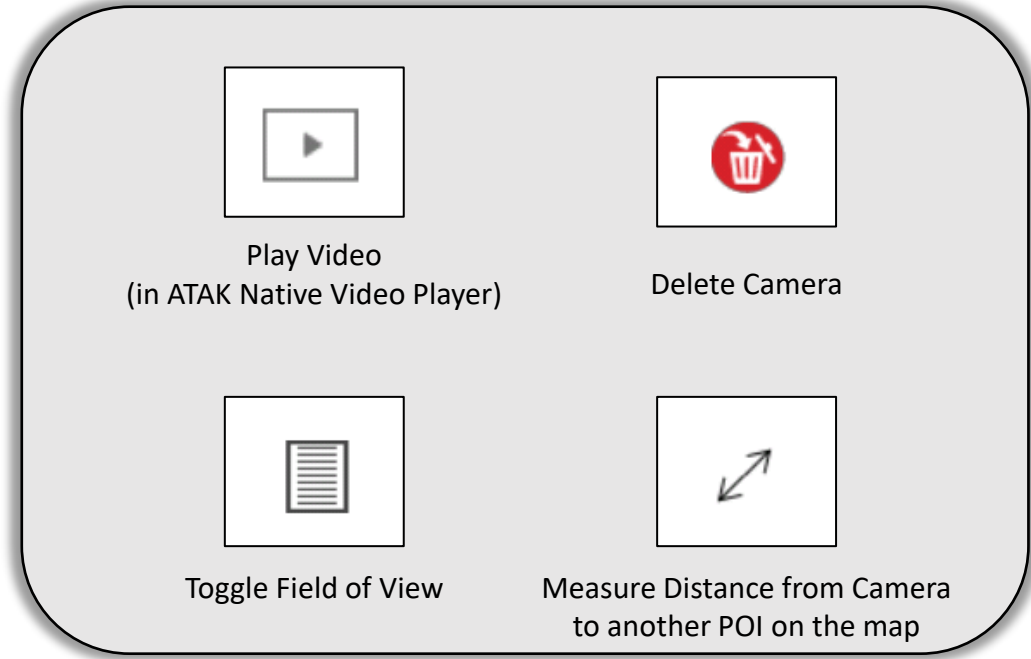 Play Video
(in ATAK Native Video Player)
Delete Camera
Toggle Field of View
Measure Distance from Camera
to another POI on the map